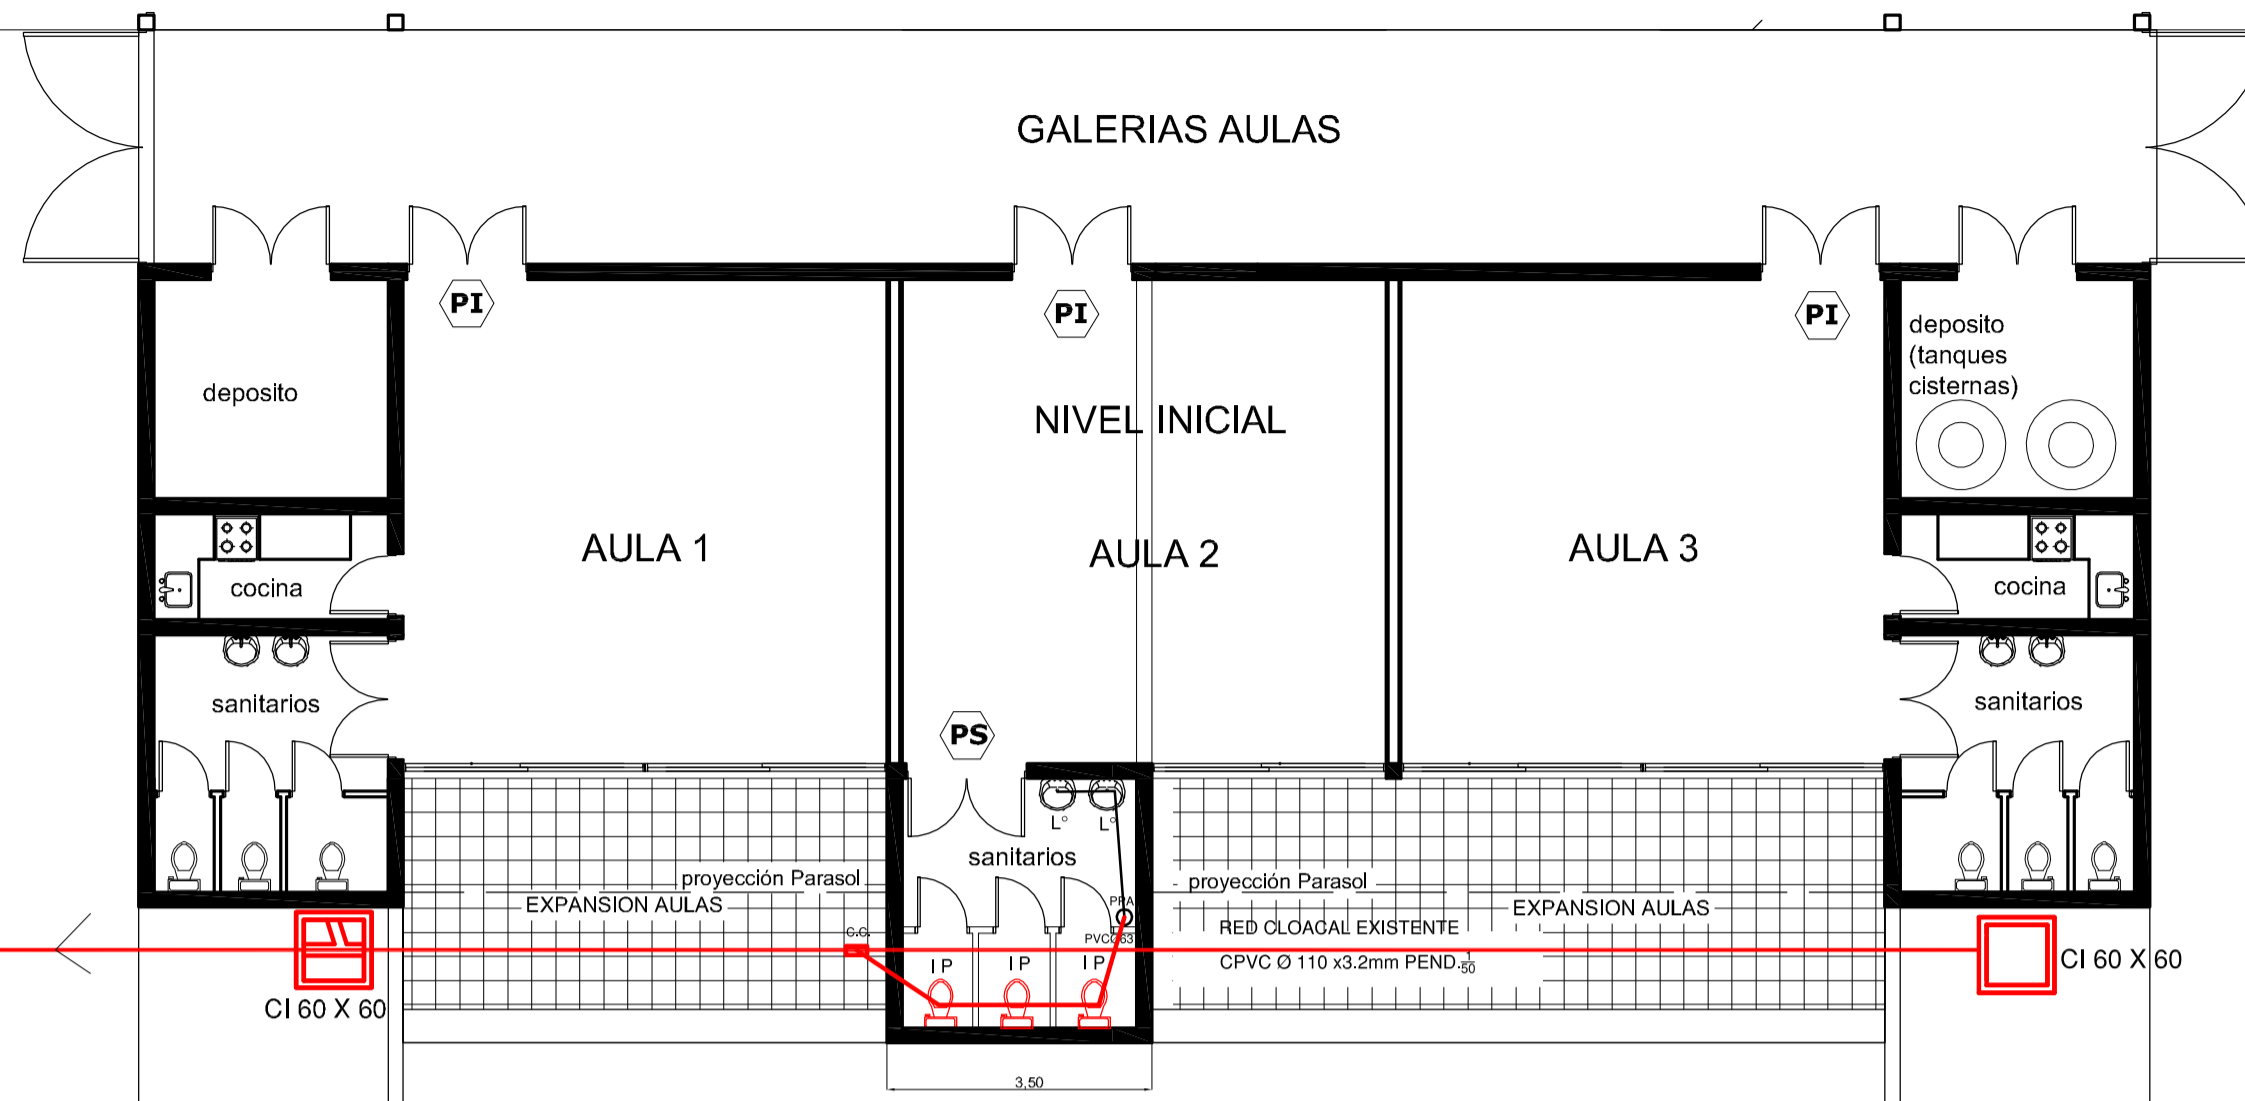 GALERIAS AULAS
PI
PI
PI
deposito
(tanques
cisternas)
deposito
NIVEL INICIAL
AULA 1
AULA 2
AULA 3
cocina
cocina
sanitarios
sanitarios
PS
L°
L°
sanitarios
proyección Parasol
proyección Parasol
EXPANSION AULAS
EXPANSION AULAS
PPA
RED CLOACAL EXISTENTE
C.C.
PVCØ63
I P
I P
I P
CPVC Ø 110 x3.2mm PEND. 1/50
CI 60 X 60
CI 60 X 60
3,50